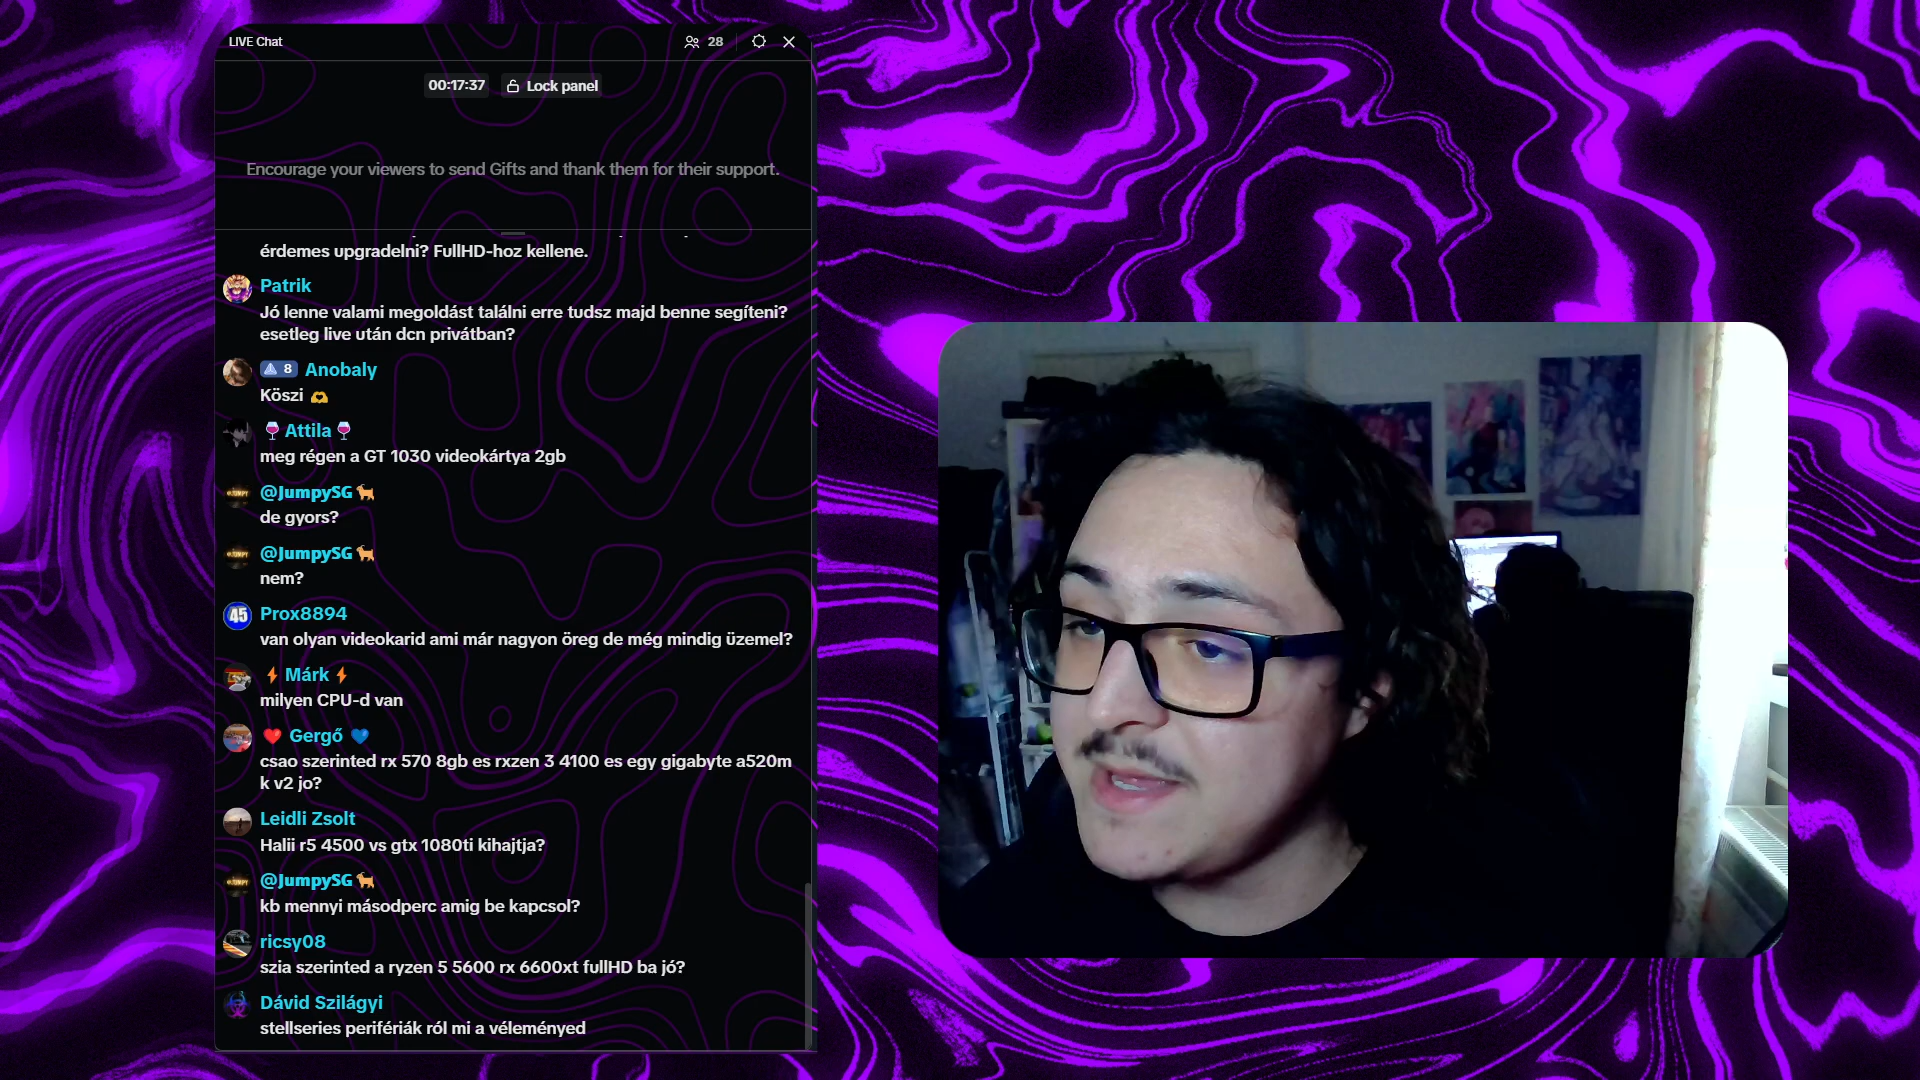 LIVE Chat
28
00:17:37
Lock panel
Encourage your viewers to send Gifts and thank them for their support.
érdemes upgradelni? FullHD-hoz kellene.
Patrik
Jó lenne valami megoldást találni erre tudsz majd benne segíteni?
esetleg live után dcn privátban?
8 Anobaly
Köszi 🫶
🍷 Attila 🍷
meg régen a GT 1030 videokártya 2gb
@JumpySG 🐐
de gyors?
@JumpySG 🐐
nem?
45
Prox8894
van olyan videokarid ami már nagyon öreg de még mindig üzemel?
⚡ Márk ⚡
milyen CPU-d van
❤️ Gergő 💙
csao szerinted rx 570 8gb es rxzen 3 4100 es egy gigabyte a520m
k v2 jo?
Leidli Zsolt
Halii r5 4500 vs gtx 1080ti kihajtja?
@JumpySG 🐐
kb mennyi másodperc amig be kapcsol?
ricsy08
szia szerinted a ryzen 5 5600 rx 6600xt fullHD ba jó?
Dávid Szilágyi
stellseries perifériák ról mi a véleményed